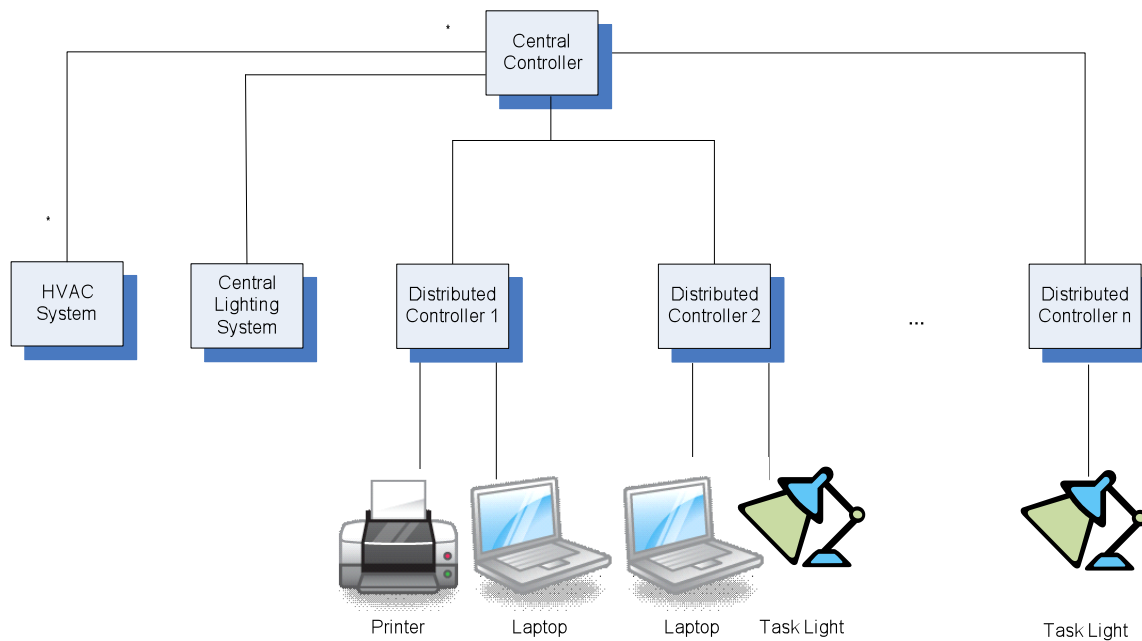 *
Central
Controller
*
HVAC
System
Central
Lighting
System
Distributed
Controller 1
Distributed
Controller 2
...
Distributed
Controller n
Printer
Laptop
Laptop
Task Light
Task Light